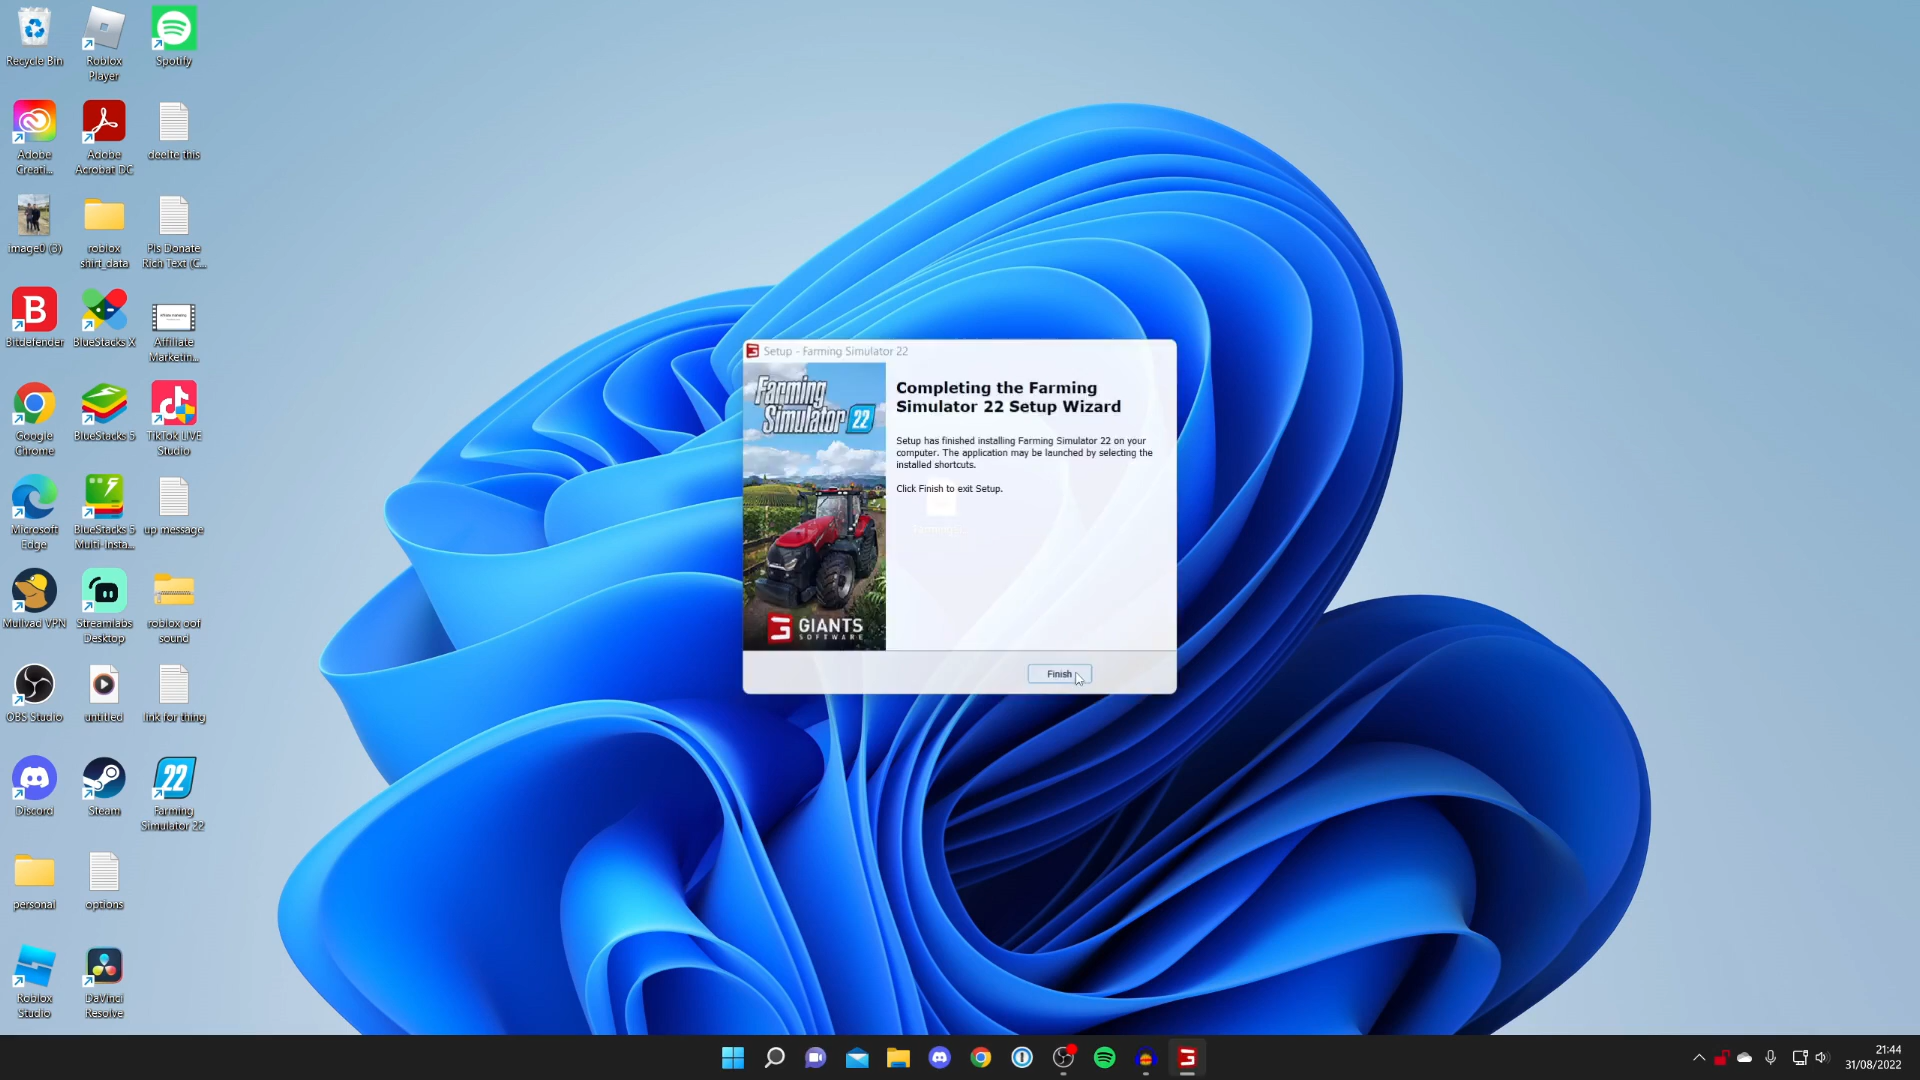 Recycle Bin
Roblox
Player
Spotify
Adobe
Creati...
Adobe
Acrobat DC
deelte this
image0 (3)
roblox
shirt_data
Pls Donate
Rich Text (C...
Bitdefender
BlueStacks X
Affiliate
Marketin...
Google
Chrome
BlueStacks 5
TikTok LIVE
Studio
Microsoft
Edge
BlueStacks 5
Multi-Insta...
up message
Mullvad VPN
Streamlabs
Desktop
roblox oof
sound
OBS Studio
untitled
link for thing
Discord
Steam
22
Farming
Simulator 22
personal
options
Roblox
Studio
DaVinci
Resolve
Setup - Farming Simulator 22
Farming
Simulator 22
GIANTS
SOFTWARE
Completing the Farming
Simulator 22 Setup Wizard
Setup has finished installing Farming Simulator 22 on your
computer. The application may be launched by selecting the
installed shortcuts.
Click Finish to exit Setup.
Finish
21:44
31/08/2022